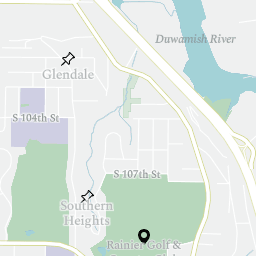 Duwamish River
Glendale
S 104th St
S 107th St
Southern
Heights
Rainier Golf &